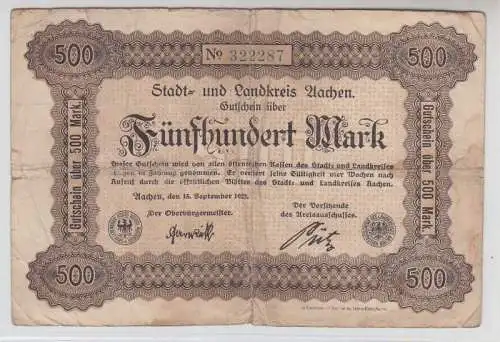 500
No 322287
500
Stadt- und Landkreis Aachen.
Gutschein über
Fünfhundert Mark
Dieser Gutschein wird von allen öffentlichen Kassen des Stadt- und Landkreises
Aachen in Zahlung genommen. Er verliert seine Gültigkeit vier Wochen nach
Aufruf durch die öffentlichen Blätter des Stadt- und Landkreises Aachen.
Aachen, den 15. September 1922.
Der Oberbürgermeister.
Der Vorsitzende
des Kreisausschusses.
Gutschein über 500 Mark.
Gutschein über 500 Mark.
500
500